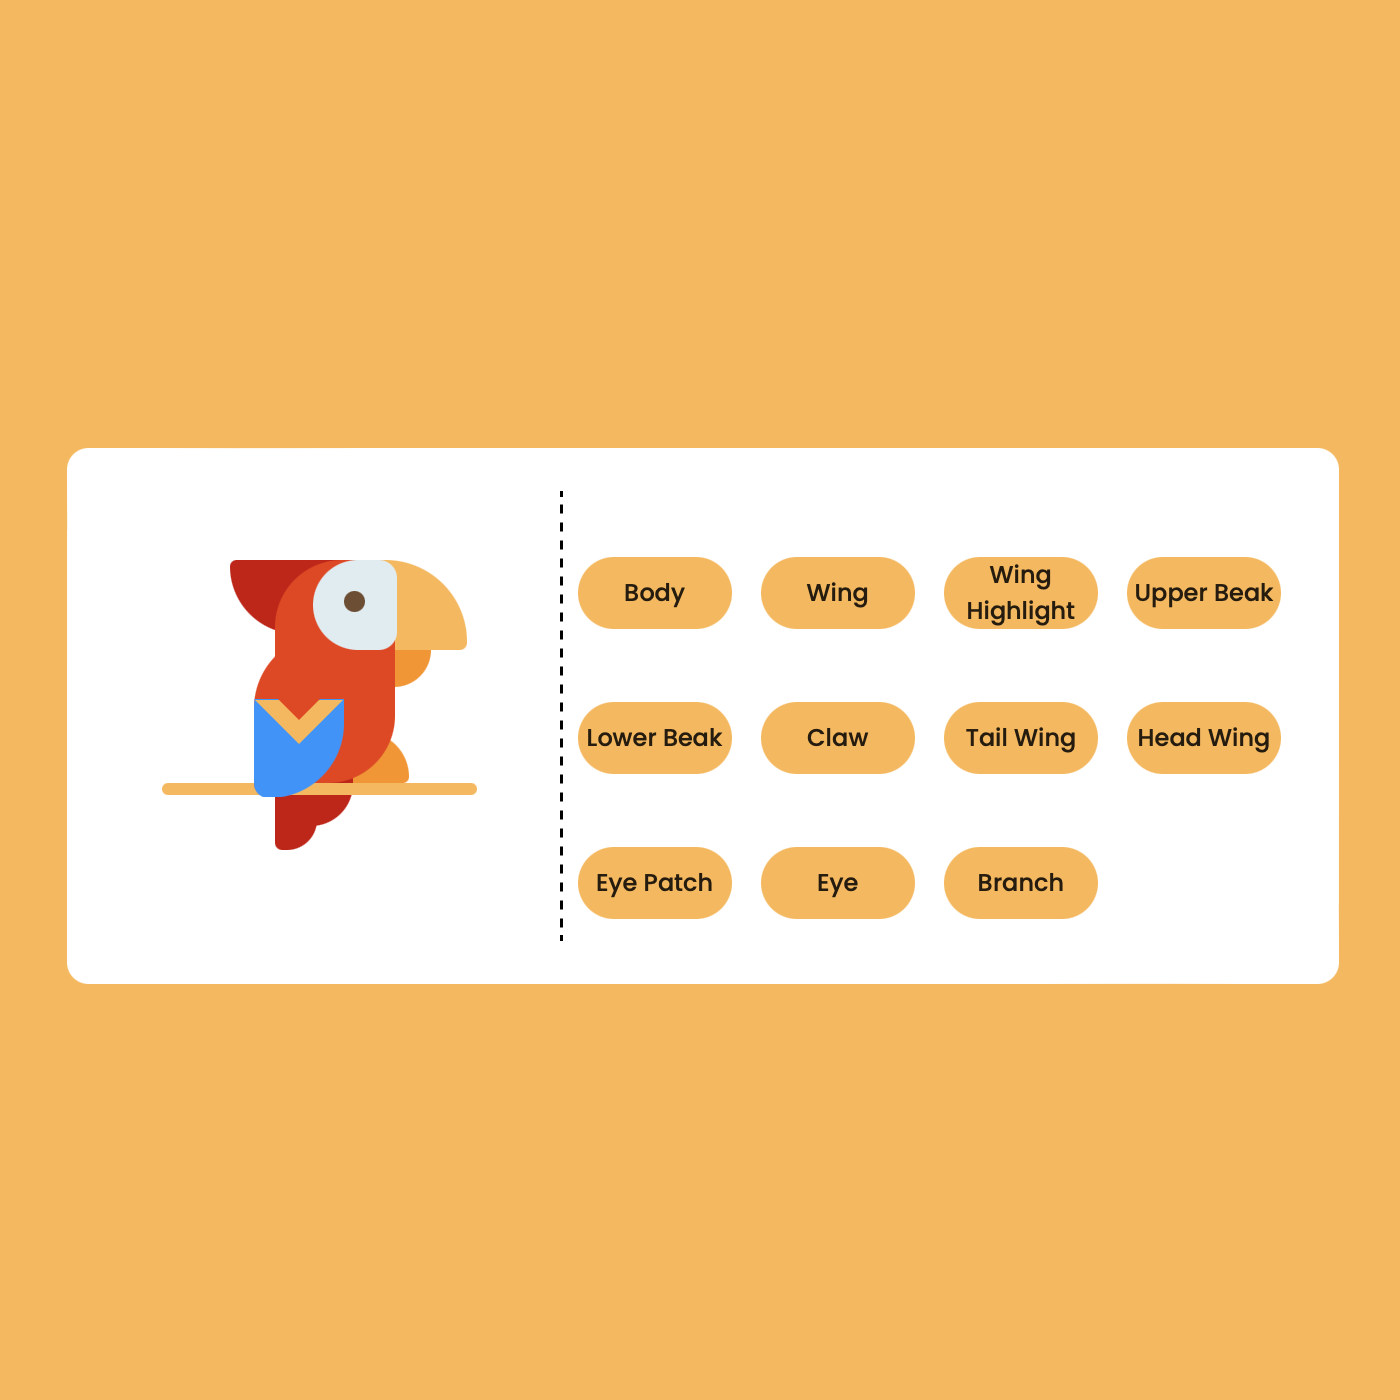 Body
Wing
Wing
Highlight
Upper Beak
Lower Beak
Claw
Tail Wing
Head Wing
Eye Patch
Eye
Branch